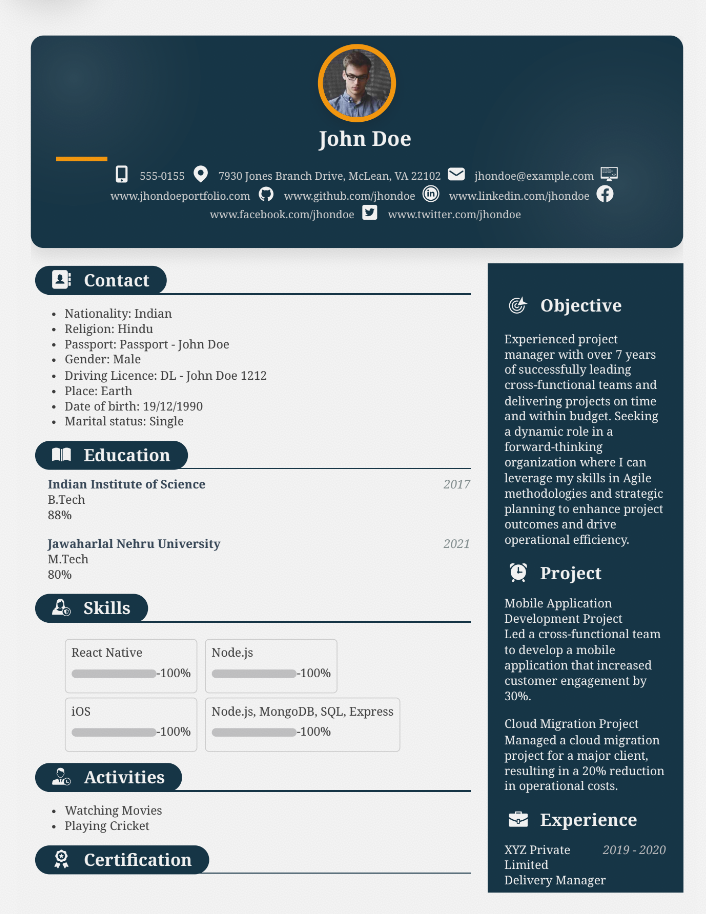 John Doe
555-0155 7930 Jones Branch Drive, McLean, VA 22102 jhondoe@example.com
www.jhondoeportfolio.com www.github.com/jhondoe www.linkedin.com/jhondoe
www.facebook.com/jhondoe www.twitter.com/jhondoe
Contact
• Nationality: Indian
• Religion: Hindu
• Passport: Passport - John Doe
• Gender: Male
• Driving Licence: DL - John Doe 1212
• Place: Earth
• Date of birth: 19/12/1990
• Marital status: Single
Education
Indian Institute of Science 2017
B.Tech
88%
Jawaharlal Nehru University 2021
M.Tech
80%
Skills
React Native
-100%
Node.js
-100%
iOS
-100%
Node.js, MongoDB, SQL, Express
-100%
Activities
• Watching Movies
• Playing Cricket
Certification
Objective
Experienced project
manager with over 7 years
of successfully leading
cross-functional teams and
delivering projects on time
and within budget. Seeking
a dynamic role in a
forward-thinking
organization where I can
leverage my skills in Agile
methodologies and strategic
planning to enhance project
outcomes and drive
operational efficiency.
Project
Mobile Application
Development Project
Led a cross-functional team
to develop a mobile
application that increased
customer engagement by
30%.
Cloud Migration Project
Managed a cloud migration
project for a major client,
resulting in a 20% reduction
in operational costs.
Experience
XYZ Private 2019 - 2020
Limited
Delivery Manager